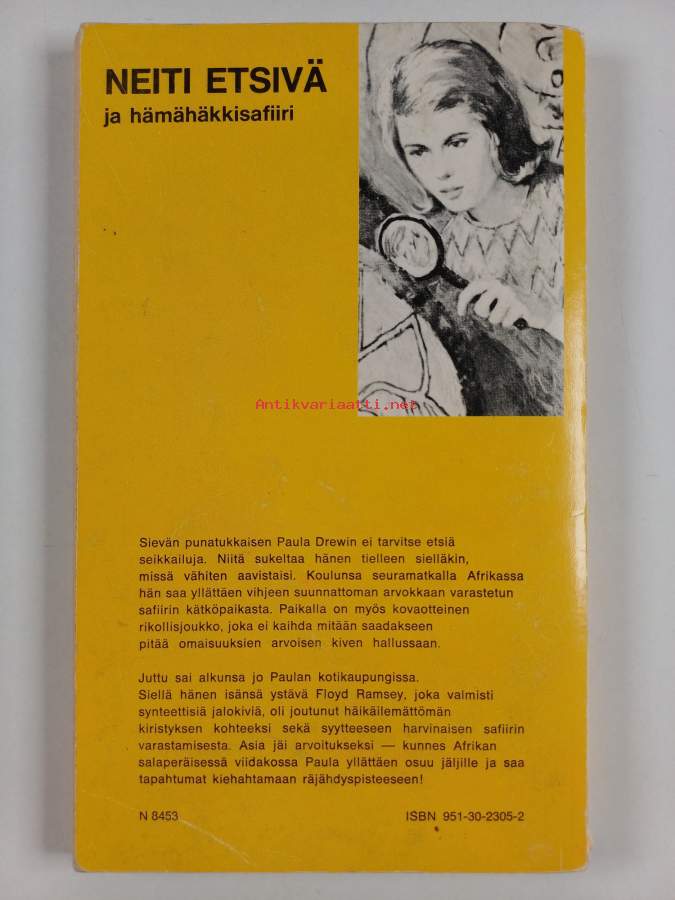 NEITI ETSIVÄ
ja hämähäkkisafiiri
Antikvariaatti.net
Sievän punatukkaisen Paula Drewin ei tarvitse etsiä
seikkailuja. Niitä sukeltaa hänen tielleen sielläkin,
missä vähiten aavistaisi. Koulunsa seuramatkalla Afrikassa
hän saa yllättäen vihjeen suunnattoman arvokkaan varastetun
safiirin kätköpaikasta. Paikalla on myös kovaotteinen
rikollisjoukko, joka ei kaihda mitään saadakseen
pitää omaisuuksien arvoisen kiven hallussaan.
Juttu sai alkunsa jo Paulan kotikaupungissa.
Siellä hänen isänsä ystävä Floyd Ramsey, joka valmisti
synteettisiä jalokiviä, oli joutunut häikäilemättömän
kiristyksen kohteeksi sekä syytteeseen harvinaisen safiirin
varastamisesta. Asia jäi arvoitukseksi — kunnes Afrikan
salaperäisessä viidakossa Paula yllättäen osuu jäljille ja saa
tapahtumat kiehahtamaan räjähdyspisteeseen!
N 8453
ISBN 951-30-2305-2